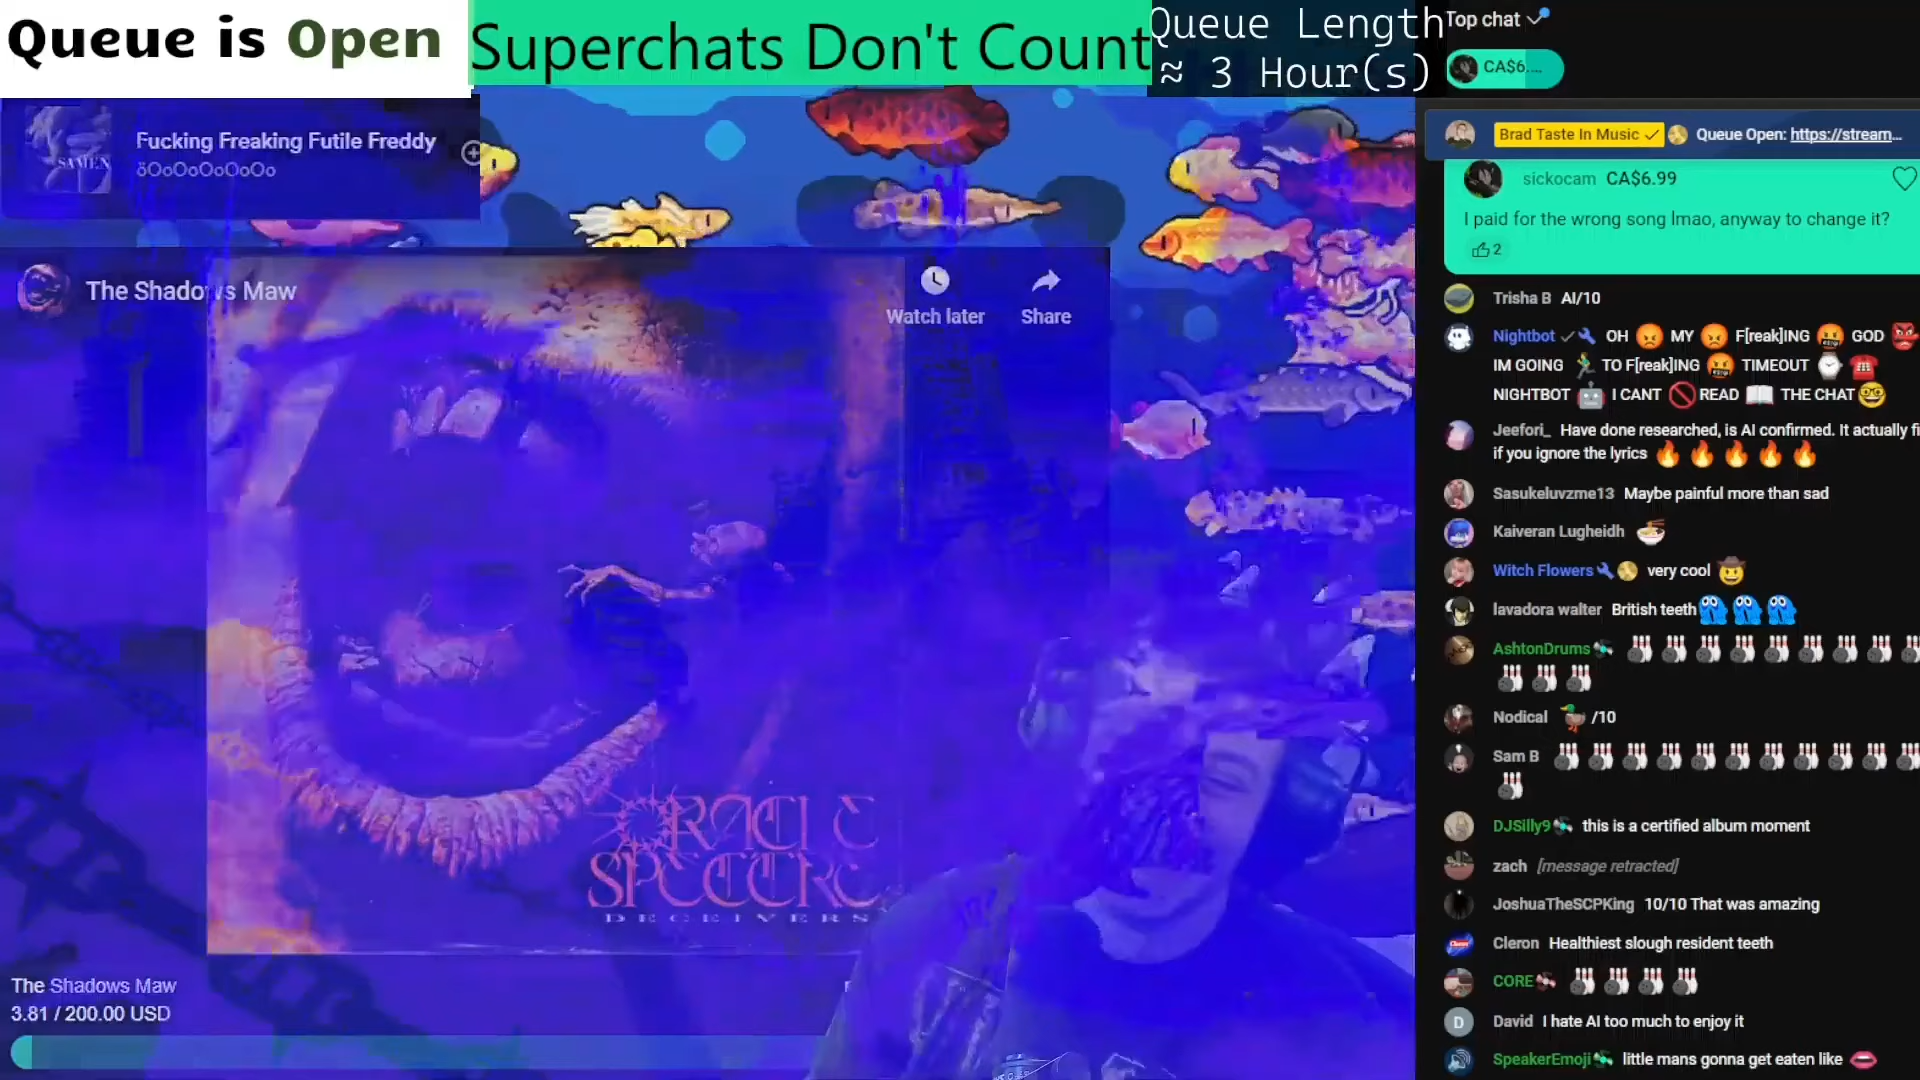 Queue is Open
Superchats Don't Count
Queue Length
≈ 3 Hour(s)
Fucking Freaking Futile Freddy
õOoOoOoOoOo
SAMEN
The Shadows Maw
Watch later
Share
ORACLE
SPECTRE
DECEIVERS
The Shadows Maw
3.81 / 200.00 USD
Top chat
CA$6....
Brad Taste In Music Queue Open: https://stream...
sickocam CA$6.99
I paid for the wrong song lmao, anyway to change it?
2
Trisha B AI/10
Nightbot OH 😡 MY 😡 F[reak]ING 🤬 GOD 👺
IM GOING 🏃‍♂️ TO F[reak]ING 🤬 TIMEOUT ⌚ ☎️
NIGHTBOT 🤖 I CANT 🚫 READ 📖 THE CHAT 🤓
Jeefori_ Have done researched, is AI confirmed. It actually fi
if you ignore the lyrics 🔥 🔥 🔥 🔥 🔥
Sasukeluvzme13 Maybe painful more than sad
Kaiveran Lugheidh 🍜
Witch Flowers very cool 🤠
lavadora walter British teeth
AshtonDrums 🎳 🎳 🎳 🎳 🎳 🎳 🎳 🎳 🎳
🎳 🎳 🎳
Nodical 🦆 /10
Sam B 🎳 🎳 🎳 🎳 🎳 🎳 🎳 🎳 🎳 🎳 🎳
🎳
DJSilly9 this is a certified album moment
zach [message retracted]
JoshuaTheSCPKing 10/10 That was amazing
Cleron Healthiest slough resident teeth
CORE 🎳 🎳 🎳 🎳
D David I hate AI too much to enjoy it
SpeakerEmoji little mans gonna get eaten like 👄